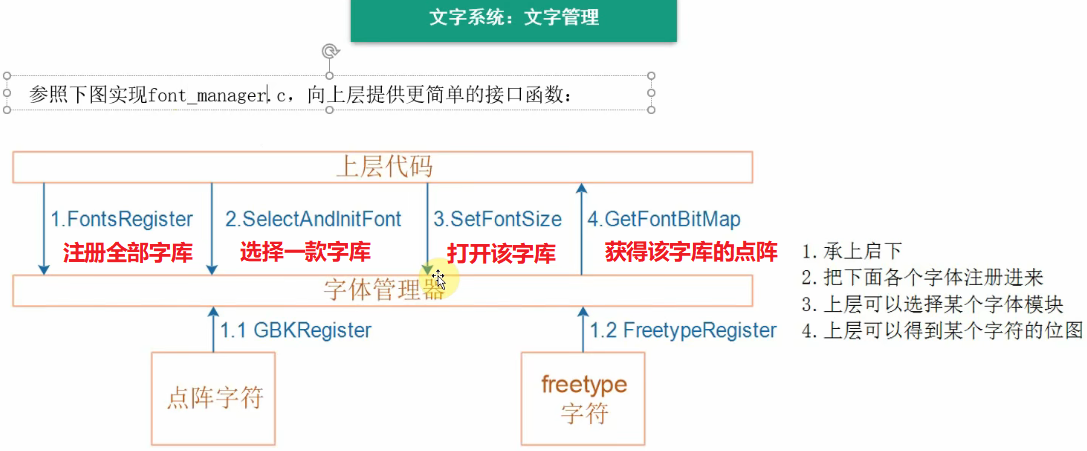 文字系统：文字管理
参照下图实现font_manager.c，向上层提供更简单的接口函数：
上层代码
1.FontsRegister
2.SelectAndInitFont
3.SetFontSize
4.GetFontBitMap
注册全部字库
选择一款字库
打开该字库
获得该字库的点阵
字体管理器
1.1 GBKRegister
1.2 FreetypeRegister
点阵字符
freetype
字符
1. 承上启下
2. 把下面各个字体注册进来
3. 上层可以选择某个字体模块
4. 上层可以得到某个字符的位图